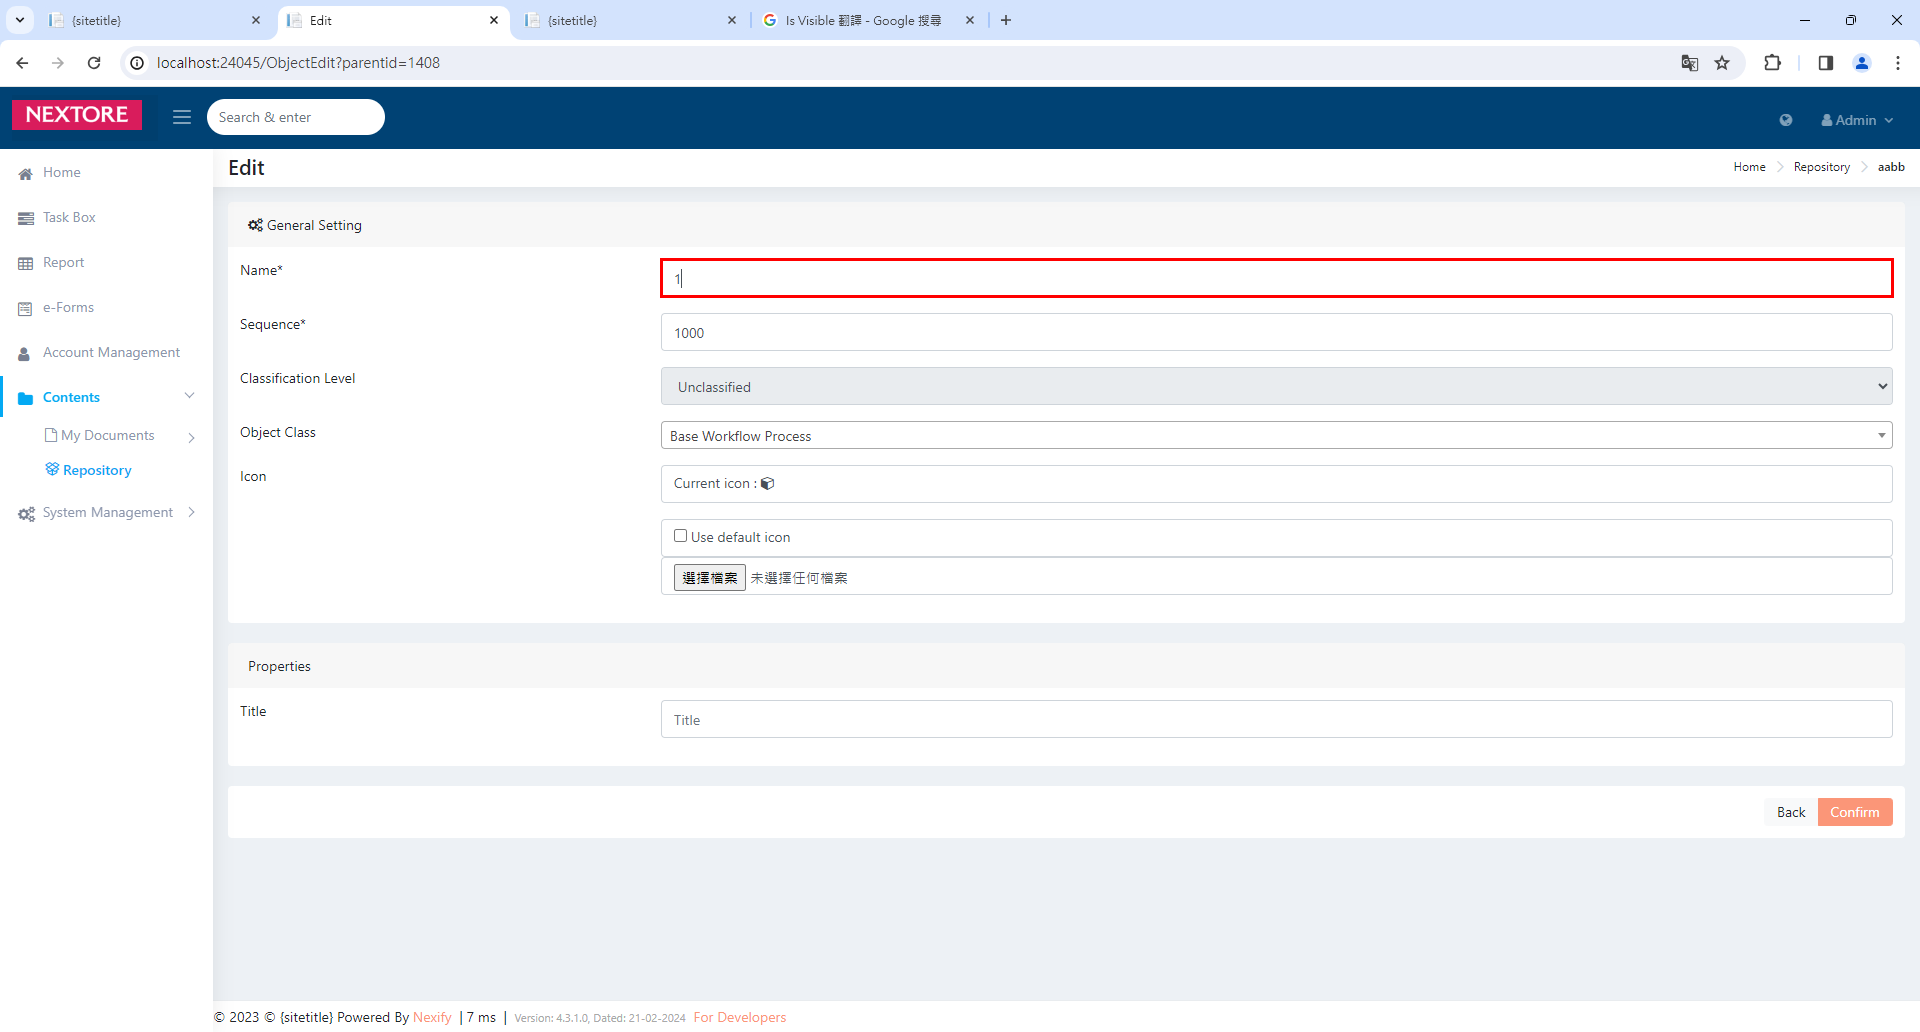 {sitetitle}
Edit
{sitetitle}
Is Visible 翻譯 - Google 搜尋
localhost:24045/ObjectEdit?parentid=1408
NEXTORE
Search & enter
Admin
Home
Task Box
Report
e-Forms
Account Management
Contents
My Documents
Repository
System Management
Edit
Home
Repository
aabb
General Setting
Name*
1
Sequence*
1000
Classification Level
Unclassified
Object Class
Base Workflow Process
Icon
Current icon :
Use default icon
選擇檔案 未選擇任何檔案
Properties
Title
Title
Back
Confirm
© 2023 © {sitetitle} Powered By Nexify | 7 ms | Version: 4.3.1.0, Dated: 21-02-2024 For Developers